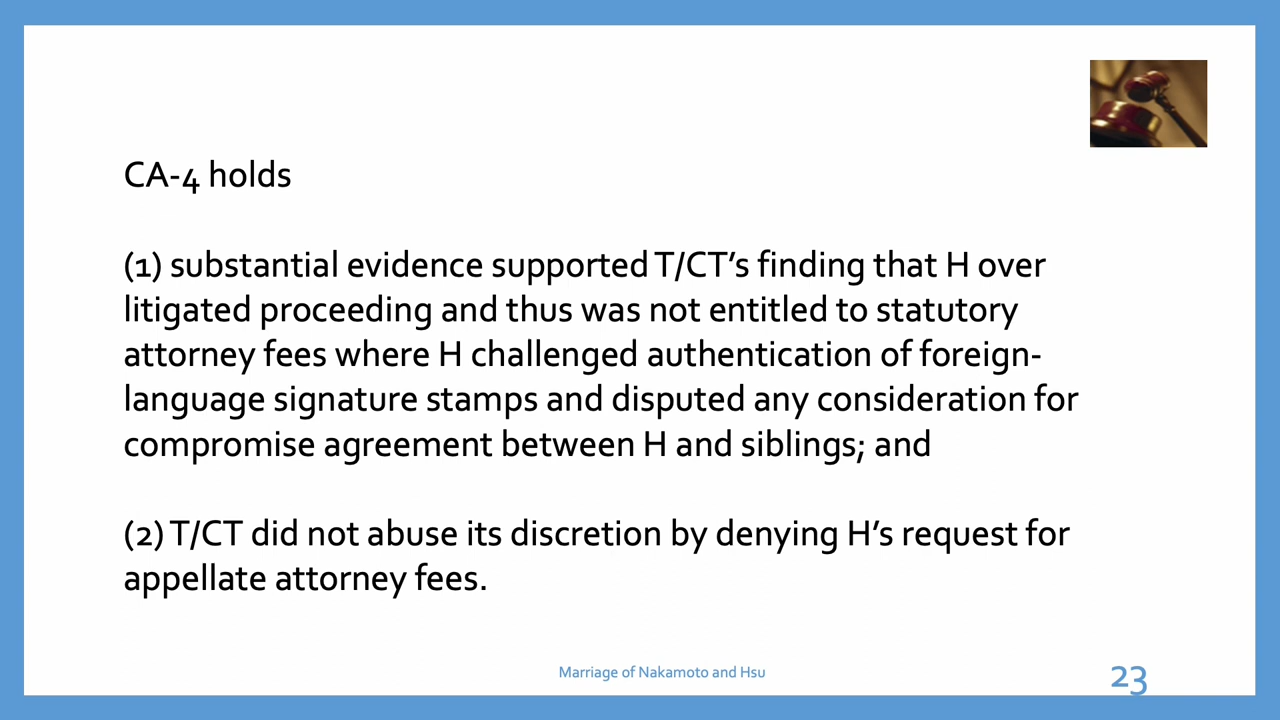 CA-4 holds
(1) substantial evidence supported T/CT’s finding that H over
litigated proceeding and thus was not entitled to statutory
attorney fees where H challenged authentication of foreign-
language signature stamps and disputed any consideration for
compromise agreement between H and siblings; and
(2) T/CT did not abuse its discretion by denying H’s request for
appellate attorney fees.
Marriage of Nakamoto and Hsu
23